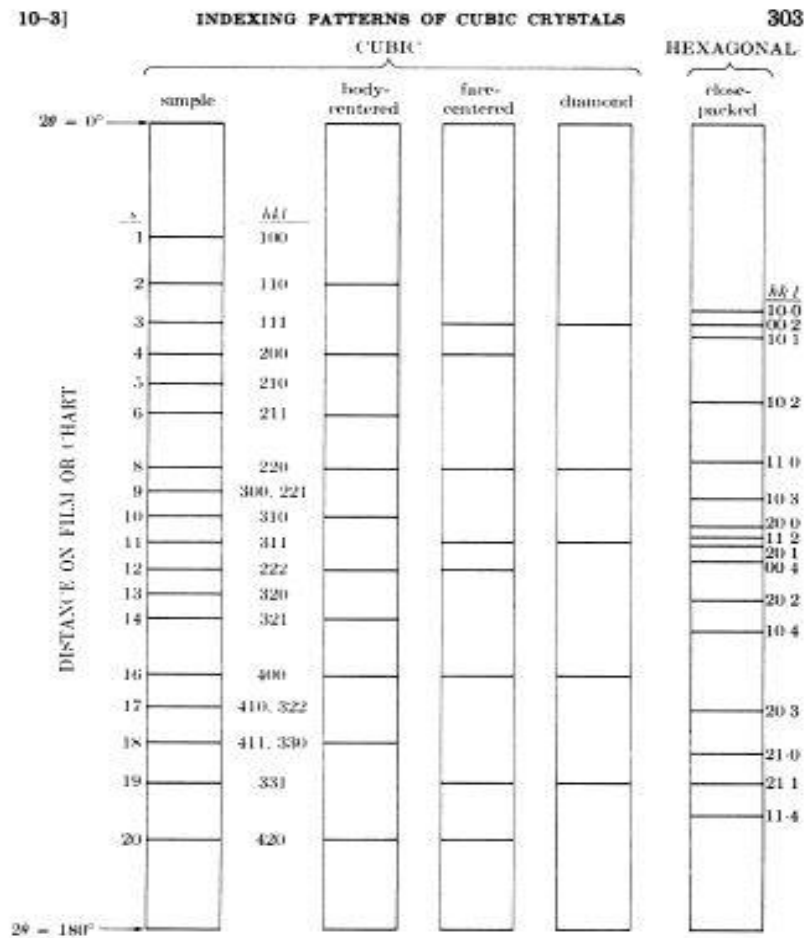 10–3] INDEXING PATTERNS OF CUBIC CRYSTALS 303
CUBIC HEXAGONAL
simple body-centered face-centered diamond close-packed
2θ = 0°
s hkl
1 100
2 110
hk l
10·0
3 111 00·2
10·1
4 200
5 210
10·2
6 211
11·0
8 220
9 300, 221
10·3
10 310
20·0
11·2
11 311
20·1
00·4
12 222
13 320
20·2
14 321
10·4
16 400
17 410, 322
20·3
18 411, 330
21·0
19 331 21·1
11·4
20 420
DISTANCE ON FILM OR CHART
2θ = 180°